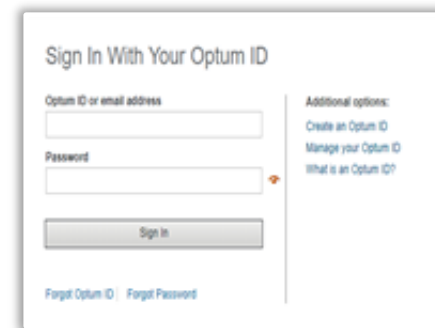 Sign In With Your Optum ID
Optum ID or email address
Password
Sign In
Forgot Optum ID | Forgot Password
Additional options:
Create an Optum ID
Manage your Optum ID
What is an Optum ID?